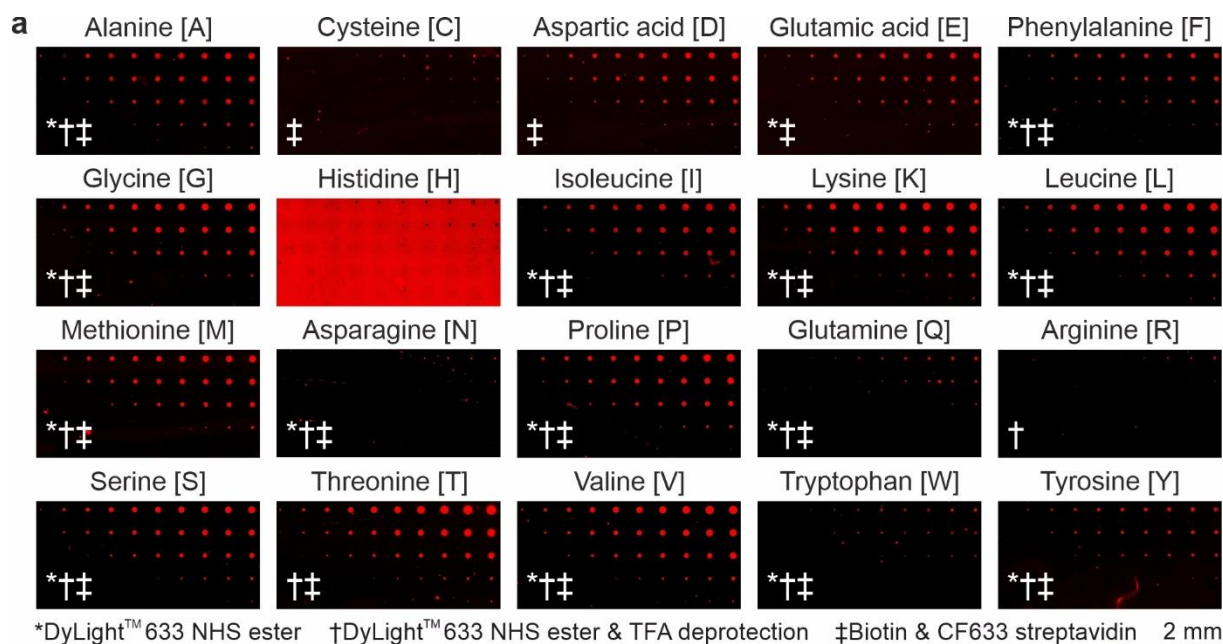 a
Alanine [A] Cysteine [C] Aspartic acid [D] Glutamic acid [E] Phenylalanine [F]
*†‡ ‡ ‡ *‡ *†‡
Glycine [G] Histidine [H] Isoleucine [I] Lysine [K] Leucine [L]
*†‡ *†‡ *†‡ *†‡
Methionine [M] Asparagine [N] Proline [P] Glutamine [Q] Arginine [R]
*†‡ *†‡ *†‡ *†‡ †
Serine [S] Threonine [T] Valine [V] Tryptophan [W] Tyrosine [Y]
*†‡ †‡ *†‡ *†‡ *†‡
*DyLight™ 633 NHS ester †DyLight™ 633 NHS ester & TFA deprotection ‡Biotin & CF633 streptavidin 2 mm